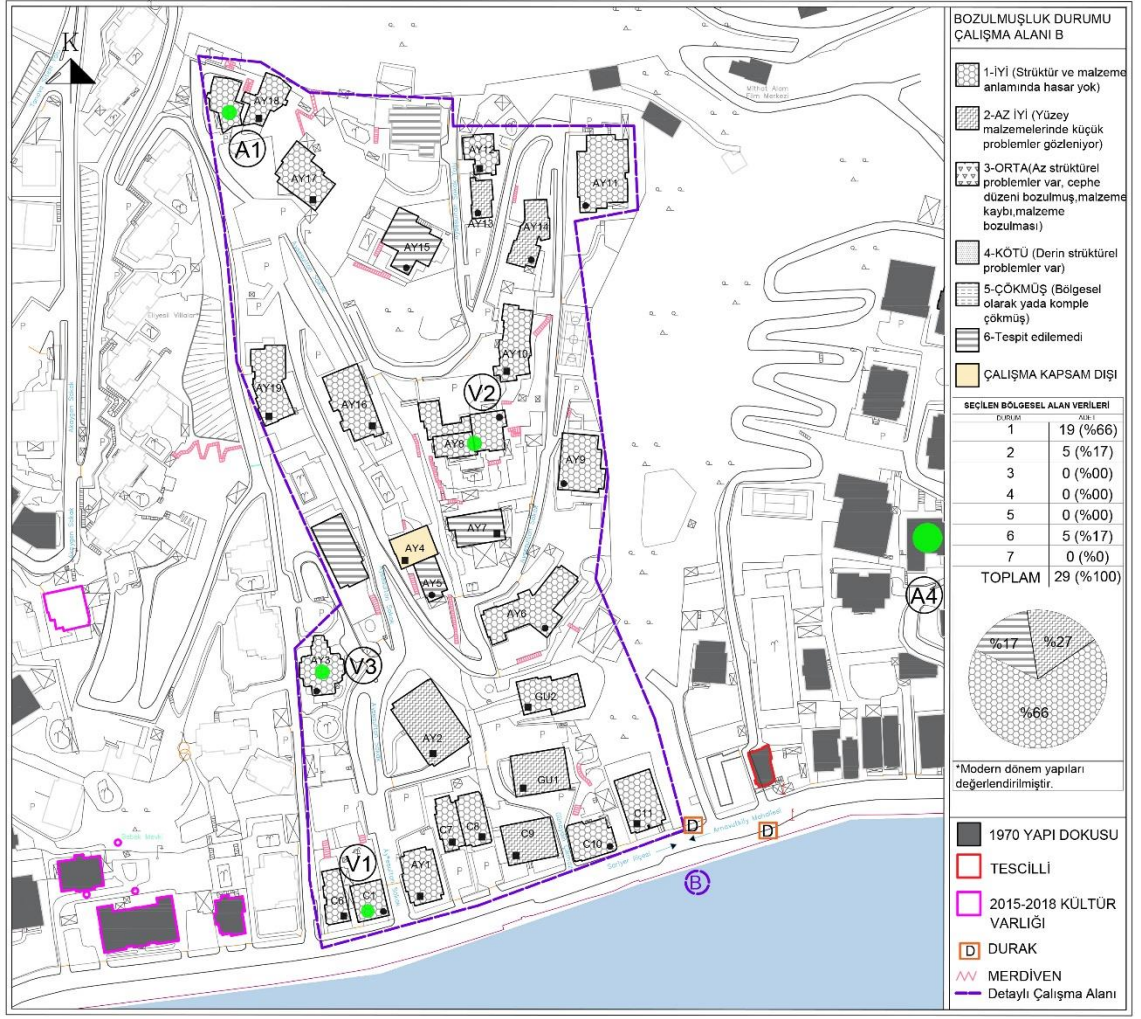 K
BOZULMUŞLUK DURUMU
ÇALIŞMA ALANI B
1-İYİ (Strüktür ve malzeme
anlamında hasar yok)
2-AZ İYİ (Yüzey
malzemelerinde küçük
problemler gözleniyor)
3-ORTA(Az strüktürel
problemler var, cephe
düzeni bozulmuş,malzeme
kaybı,malzeme
bozulması)
4-KÖTÜ (Derin strüktürel
problemler var)
5-ÇÖKMÜŞ (Bölgesel
olarak yada komple
çökmüş)
6-Tespit edilemedi
ÇALIŞMA KAPSAM DIŞI
SEÇİLEN BÖLGESEL ALAN VERİLERİ
DURUM ADET
1 19 (%66)
2 5 (%17)
3 0 (%00)
4 0 (%00)
5 0 (%00)
6 5 (%17)
7 0 (%0)
TOPLAM 29 (%100)
%17
%27
%66
*Modern dönem yapıları
değerlendirilmiştir.
1970 YAPI DOKUSU
TESCİLLİ
2015-2018 KÜLTÜR
VARLIĞI
D DURAK
MERDİVEN
Detaylı Çalışma Alanı
Mithat Alam
Film Merkezi
AY18
A1
AY17
AY12
AY13
AY11
AY14
AY15
AY10
AY19
AY16
V2
AY8
AY9
AY7
AY4
AY5
AY6
A4
AY3
V3
GU2
AY2
GU1
C11
C7
C8
C9
C10
V1
AY1
C6
D
D
B
Arnavutköy Mahallesi
Sarıyer İlçesi